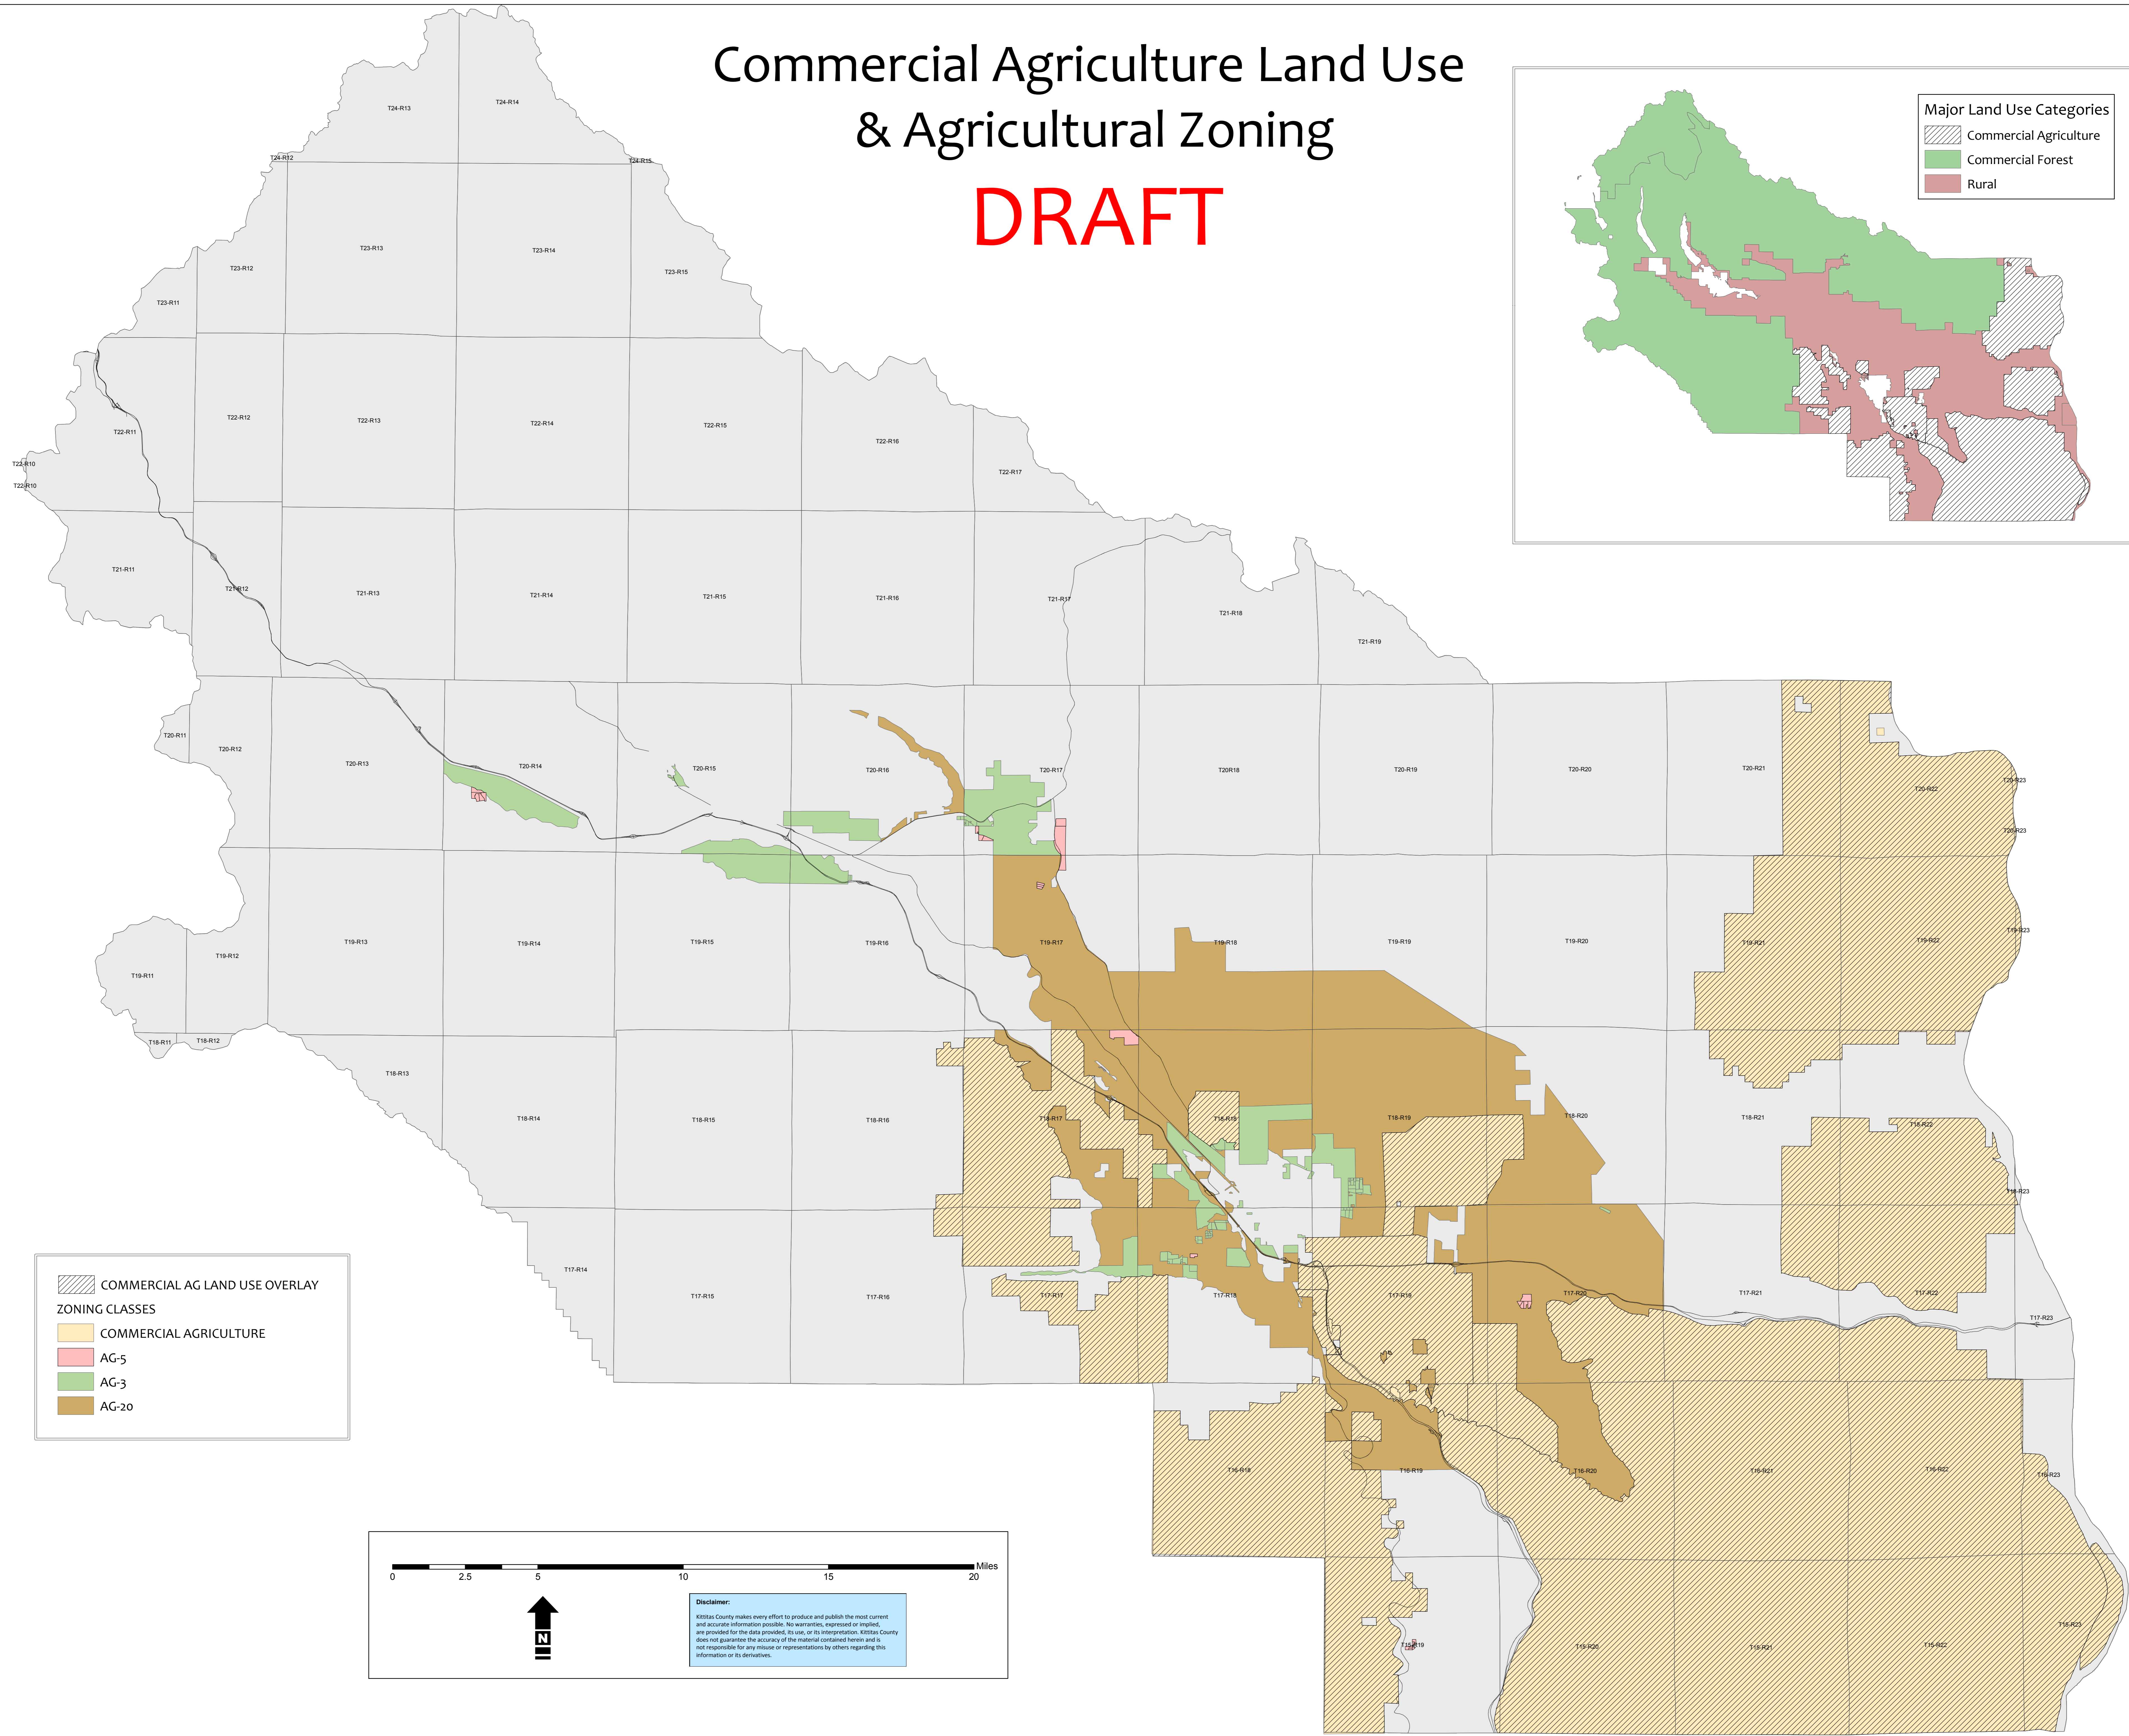 Commercial Agriculture Land Use
& Agricultural Zoning
DRAFT
Major Land Use Categories
Commercial Agriculture
Commercial Forest
Rural
T24-R13
T24-R14
T24-R12
T24-R15
T23-R13
T23-R14
T23-R12
T23-R15
T23-R11
T22-R12
T22-R13
T22-R14
T22-R15
T22-R11
T22-R16
T22-R10
T22-R17
T22-R10
T21-R11
T21-R12
T21-R13
T21-R14
T21-R15
T21-R16
T21-R17
T21-R18
T21-R19
T20-R11
T20-R12
T20-R13
T20-R14
T20-R15
T20-R16
T20-R17
T20R18
T20-R19
T20-R20
T20-R21
T20-R22
T20-R23
T20-R23
T19-R11
T19-R12
T19-R13
T19-R14
T19-R15
T19-R16
T19-R17
T19-R18
T19-R19
T19-R20
T19-R21
T19-R22
T19-R23
T18-R11
T18-R12
T18-R13
T18-R14
T18-R15
T18-R16
T18-R17
T18-R18
T18-R19
T18-R20
T18-R21
T18-R22
T18-R23
T17-R14
T17-R15
T17-R16
T17-R17
T17-R18
T17-R19
T17-R20
T17-R21
T17-R22
T17-R23
COMMERCIAL AG LAND USE OVERLAY
ZONING CLASSES
COMMERCIAL AGRICULTURE
AG-5
AG-3
AG-20
T16-R18
T16-R19
T16-R20
T16-R21
T16-R22
T16-R23
T15-R19
T15-R20
T15-R21
T15-R22
T15-R23
Miles
0 2.5 5 10 15 20
N
Disclaimer:
Kittitas County makes every effort to produce and publish the most current
and accurate information possible. No warranties, expressed or implied,
are provided for the data provided, its use, or its interpretation. Kittitas County
does not guarantee the accuracy of the material contained herein and is
not responsible for any misuse or representations by others regarding this
information or its derivatives.